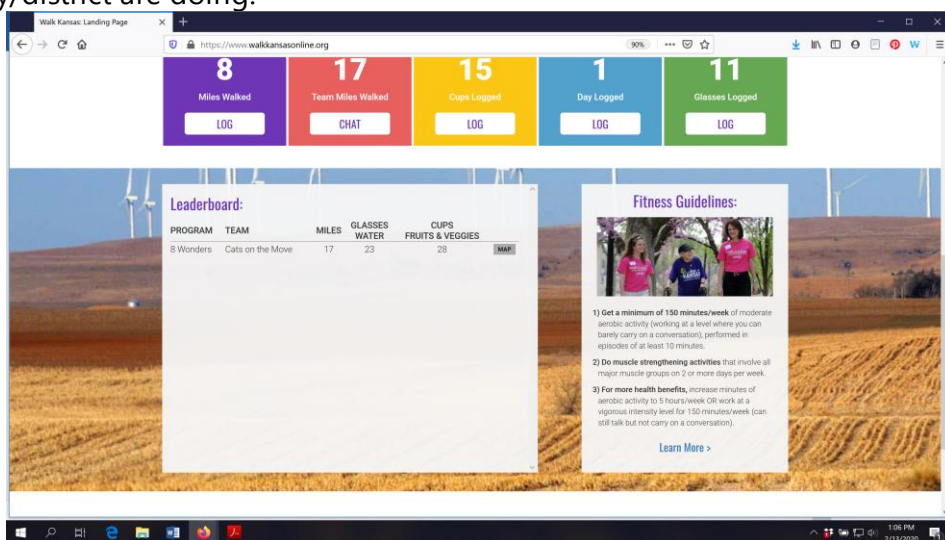 y/district are doing.
Walk Kansas: Landing Page
https://www.walkkansasonline.org
90%
8
17
15
1
11
Miles Walked
Team Miles Walked
Cups Logged
Day Logged
Glasses Logged
LOG
CHAT
LOG
LOG
LOG
Leaderboard:
PROGRAM TEAM MILES GLASSES WATER CUPS FRUITS & VEGGIES
8 Wonders Cats on the Move 17 23 28 MAP
Fitness Guidelines:
1) Get a minimum of 150 minutes/week of moderate
aerobic activity (working at a level where you can
barely carry on a conversation), performed in
episodes of at least 10 minutes.
2) Do muscle strengthening activities that involve all
major muscle groups on 2 or more days per week.
3) For more health benefits, increase minutes of
aerobic activity to 5 hours/week OR work at a
vigorous intensity level for 150 minutes/week (can
still talk but not carry on a conversation).
Learn More >
1:06 PM
2/13/2020